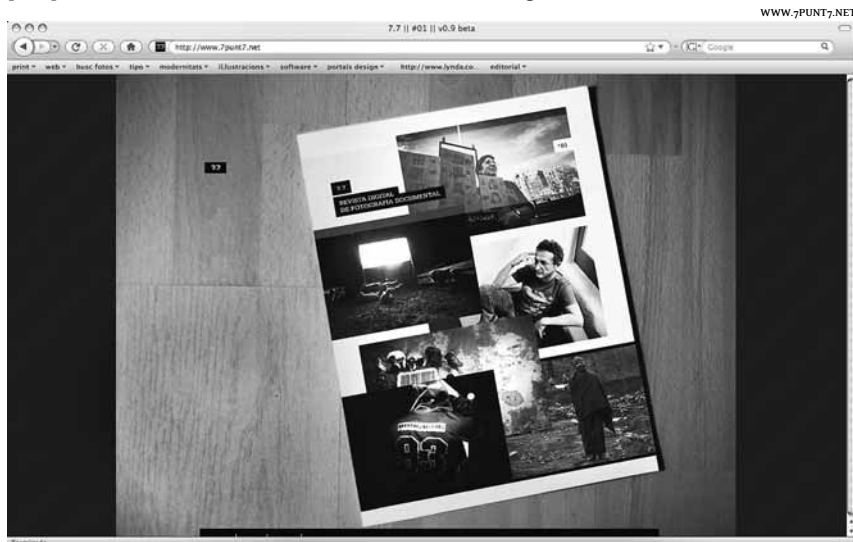 WWW.7PUNT7.NET
7.7 || #01 || v0.9 beta
http://www.7punt7.net
Google
print web busc fotos tipo modernitats il.lustracions software portals design http://www.lynda.co... editorial
7.7
7.7
REVISTA DIGITAL
DE FOTOGRAFIA DOCUMENTAL
93